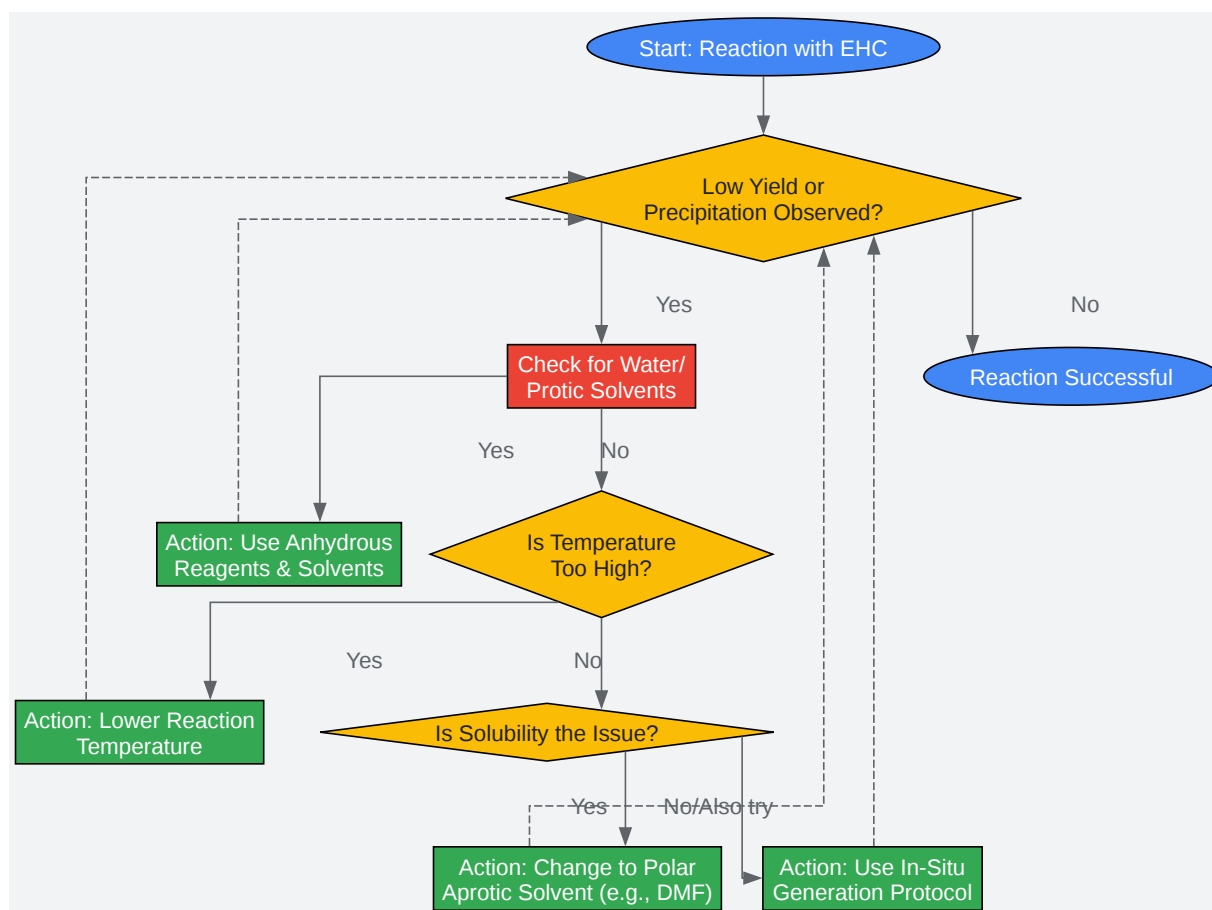 Start: Reaction with EHC
Low Yield or
Precipitation Observed?
Yes
No
Check for Water/
Protic Solvents
Reaction Successful
Yes
No
Action: Use Anhydrous
Reagents & Solvents
Is Temperature
Too High?
Yes
No
Action: Lower Reaction
Temperature
Is Solubility the Issue?
Yes
No/Also try
Action: Change to Polar
Aprotic Solvent (e.g., DMF)
Action: Use In-Situ
Generation Protocol